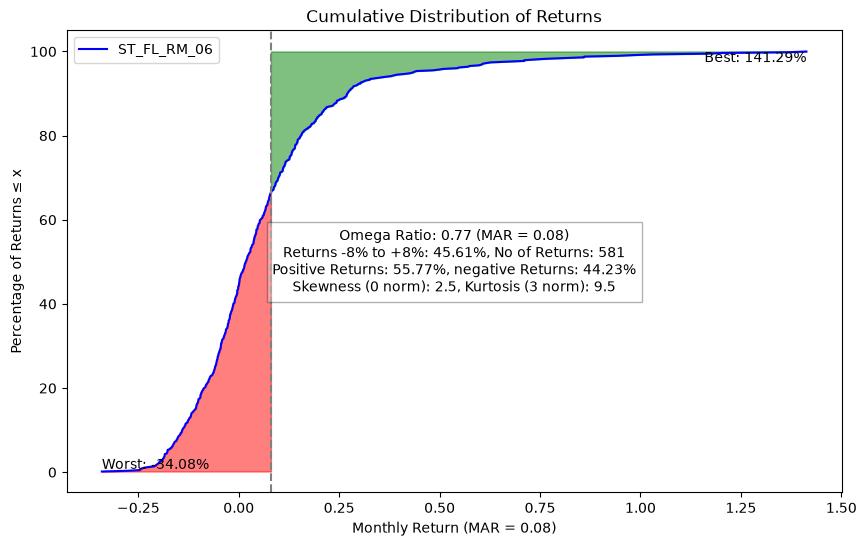 Cumulative Distribution of Returns
ST_FL_RM_06
Best: 141.29%
Omega Ratio: 0.77 (MAR = 0.08)
Returns -8% to +8%: 45.61%, No of Returns: 581
Positive Returns: 55.77%, negative Returns: 44.23%
Skewness (0 norm): 2.5, Kurtosis (3 norm): 9.5
Worst: -34.08%
Percentage of Returns ≤ x
100
80
60
40
20
0
−0.25
0.00
0.25
0.50
0.75
1.00
1.25
1.50
Monthly Return (MAR = 0.08)